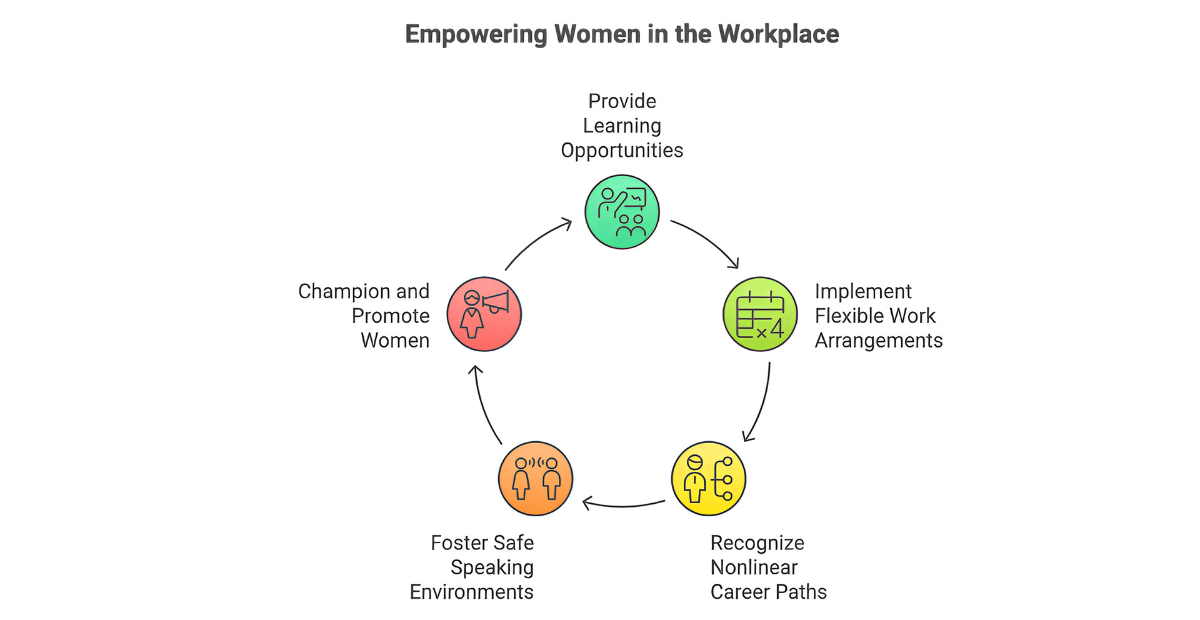 Empowering Women in the Workplace
Provide
Learning
Opportunities
Implement
Flexible Work
Arrangements
×4
Recognize
Nonlinear
Career Paths
Foster Safe
Speaking
Environments
Champion and
Promote
Women